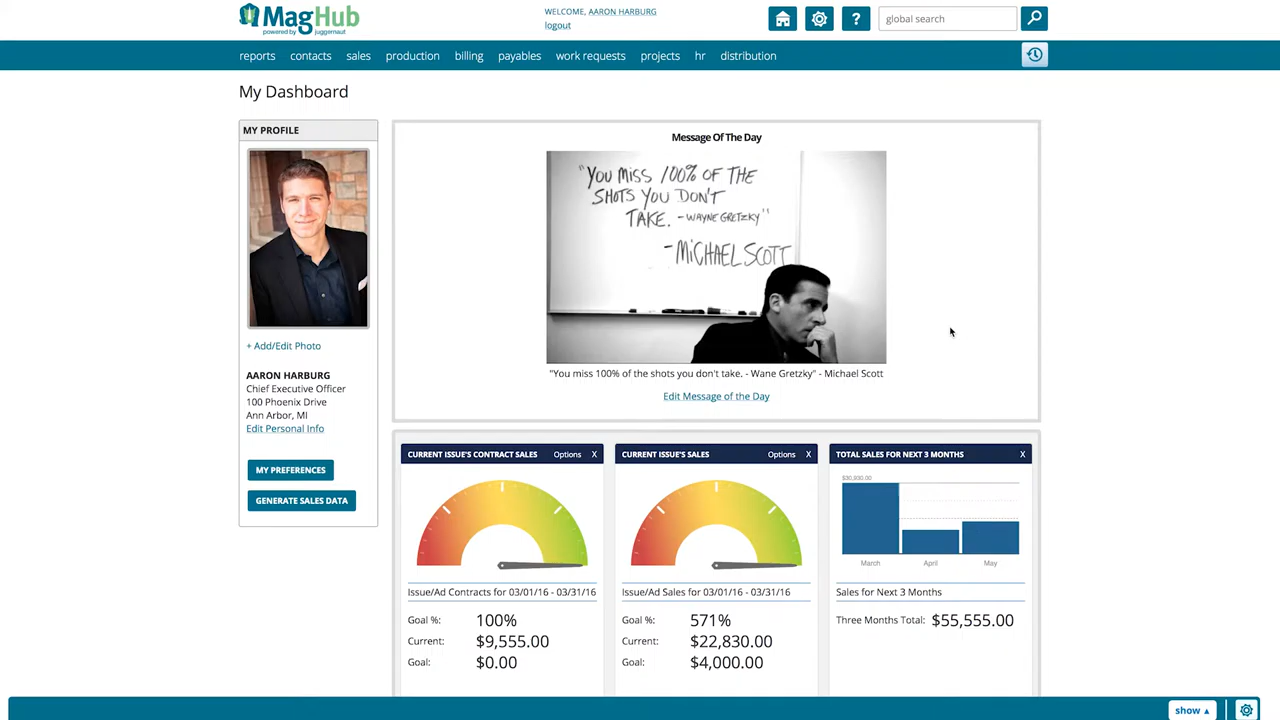 MagHub
powered by juggernaut
WELCOME, AARON HARBURG
logout
?
global search
reports contacts sales production billing payables work requests projects hr distribution
My Dashboard
MY PROFILE
+ Add/Edit Photo
AARON HARBURG
Chief Executive Officer
100 Phoenix Drive
Ann Arbor, MI
Edit Personal Info
MY PREFERENCES
GENERATE SALES DATA
Message Of The Day
"YOU MISS 100% OF THE
SHOTS YOU DON'T
TAKE. -WAYNE GRETZKY"
-MICHAEL SCOTT
"You miss 100% of the shots you don't take. - Wane Gretzky" - Michael Scott
Edit Message of the Day
CURRENT ISSUE'S CONTRACT SALES Options X
Issue/Ad Contracts for 03/01/16 - 03/31/16
Goal %: 100%
Current: $9,555.00
Goal: $0.00
CURRENT ISSUE'S SALES Options X
Issue/Ad Sales for 03/01/16 - 03/31/16
Goal %: 571%
Current: $22,830.00
Goal: $4,000.00
TOTAL SALES FOR NEXT 3 MONTHS X
$30,930.00
March April May
Sales for Next 3 Months
Three Months Total: $55,555.00
show ▲